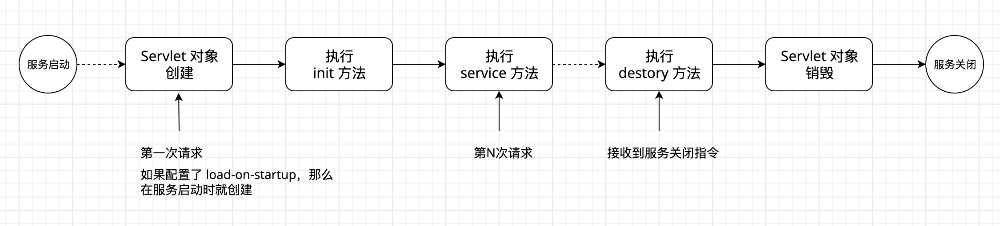 服务启动
Servlet 对象
创建
执行
init 方法
执行
service 方法
执行
destory 方法
Servlet 对象
销毁
服务关闭
第一次请求
如果配置了 load-on-startup，那么
在服务启动时就创建
第N次请求
接收到服务关闭指令